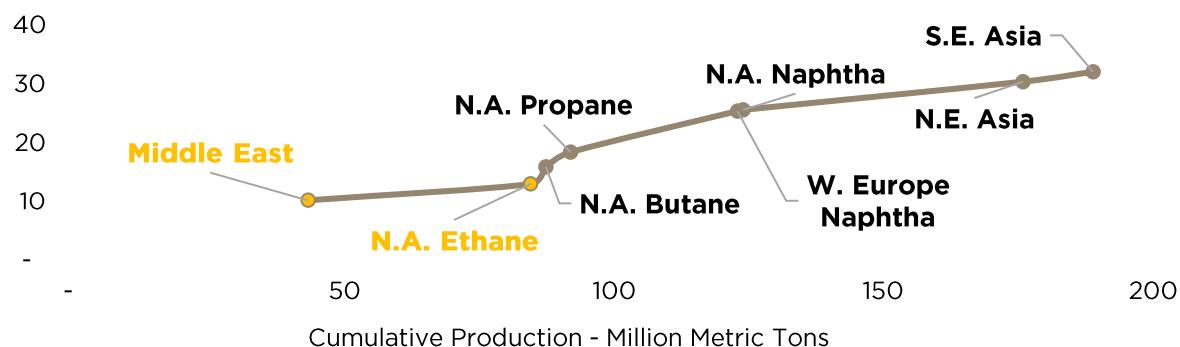 40
S.E. Asia
30
N.A. Naphtha
N.A. Propane
N.E. Asia
20
Middle East
W. Europe
Naphtha
10
N.A. Butane
N.A. Ethane
-
-
50
100
150
200
Cumulative Production - Million Metric Tons